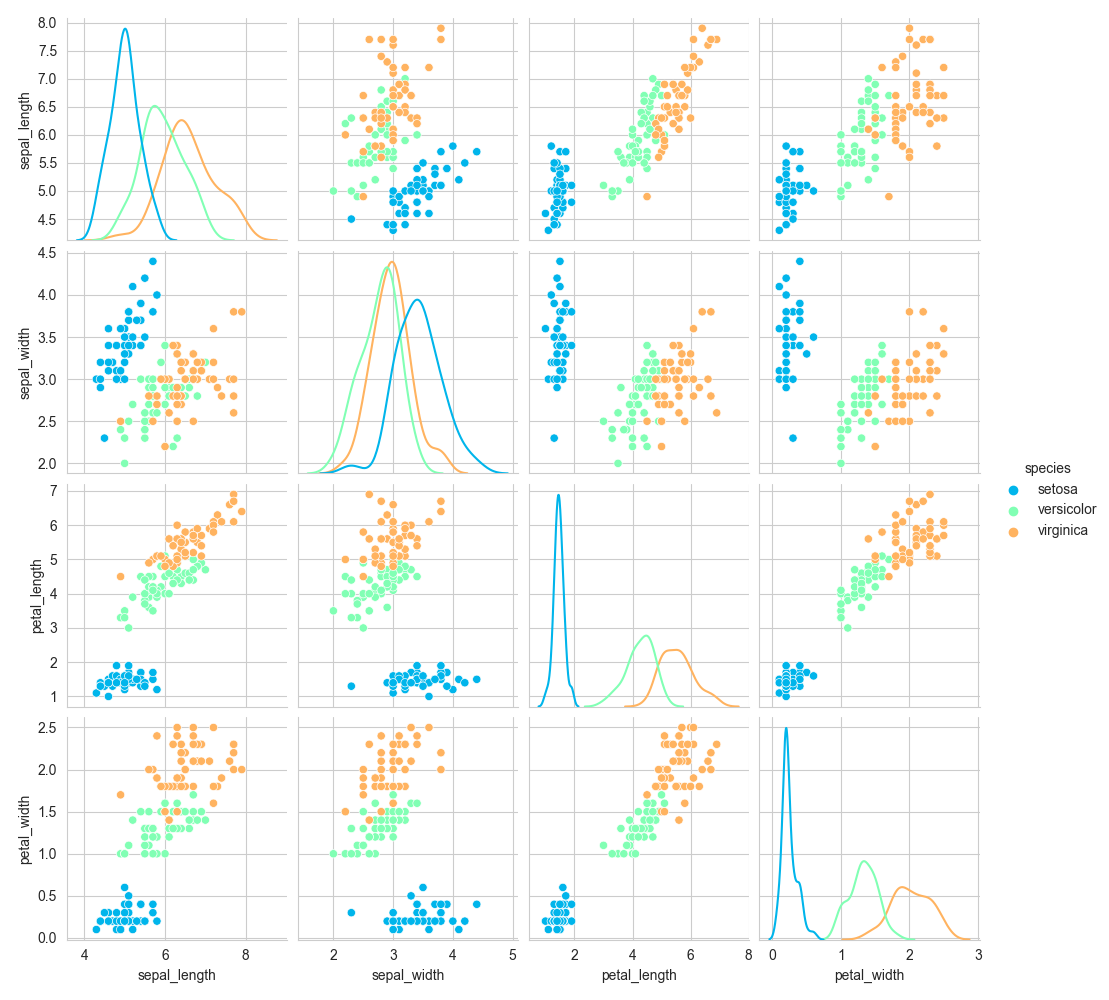 8.0
7.5
7.0
6.5
6.0
5.5
5.0
4.5
sepal_length
4.5
4.0
3.5
3.0
2.5
2.0
sepal_width
7
6
5
4
3
2
1
petal_length
2.5
2.0
1.5
1.0
0.5
0.0
petal_width
4 6 8
sepal_length
2 3 4 5
sepal_width
2 4 6 8
petal_length
0 1 2 3
petal_width
species
setosa
versicolor
virginica